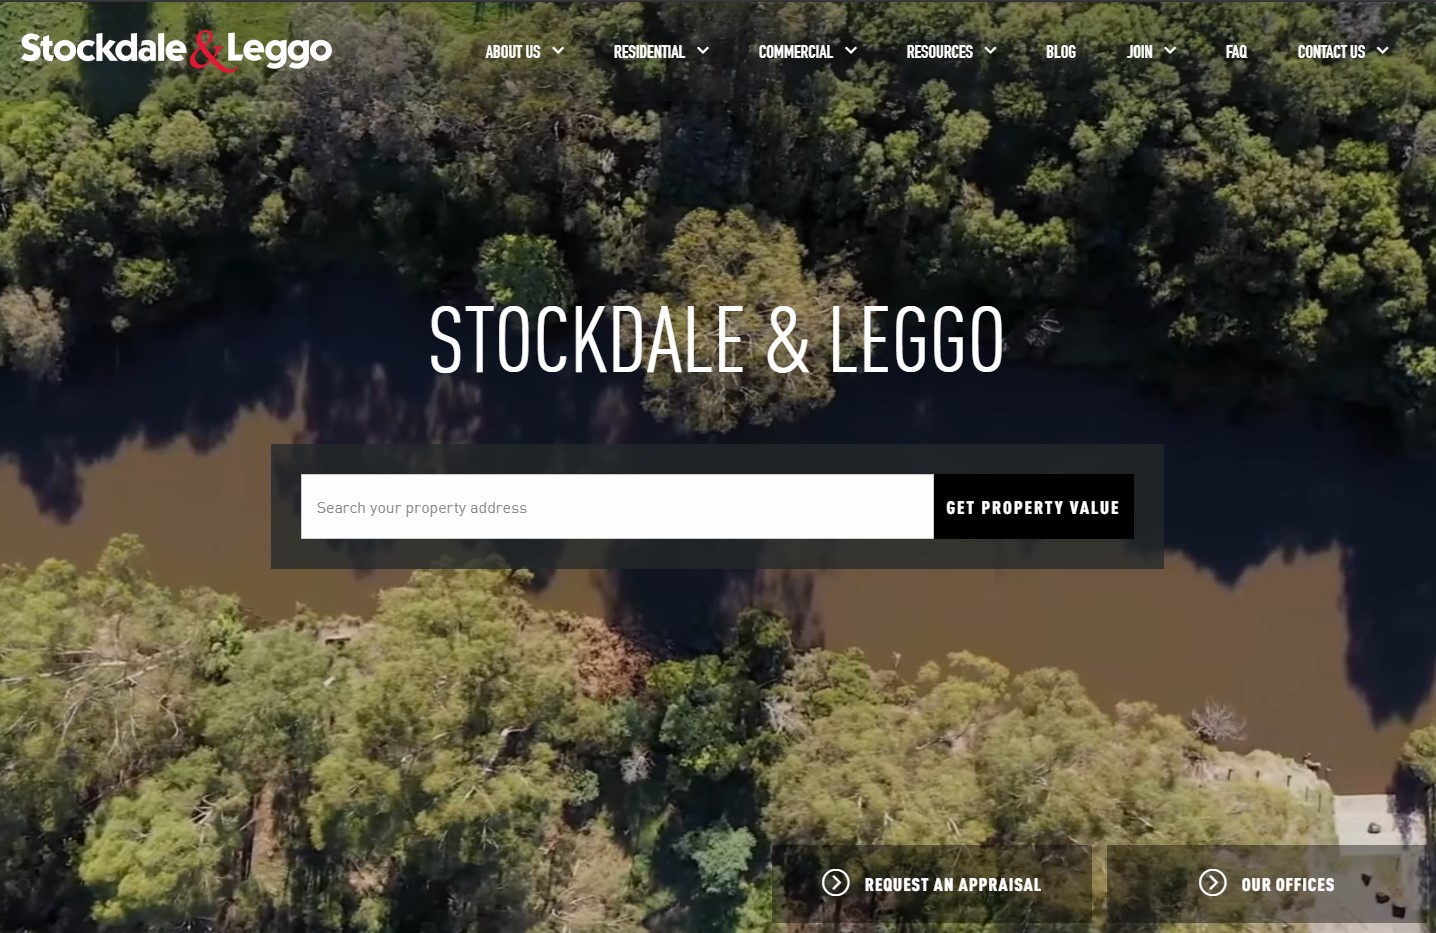 Stockdale & Leggo
ABOUT US
RESIDENTIAL
COMMERCIAL
RESOURCES
BLOG
JOIN
FAQ
CONTACT US
STOCKDALE & LEGGO
Search your property address
GET PROPERTY VALUE
REQUEST AN APPRAISAL
OUR OFFICES